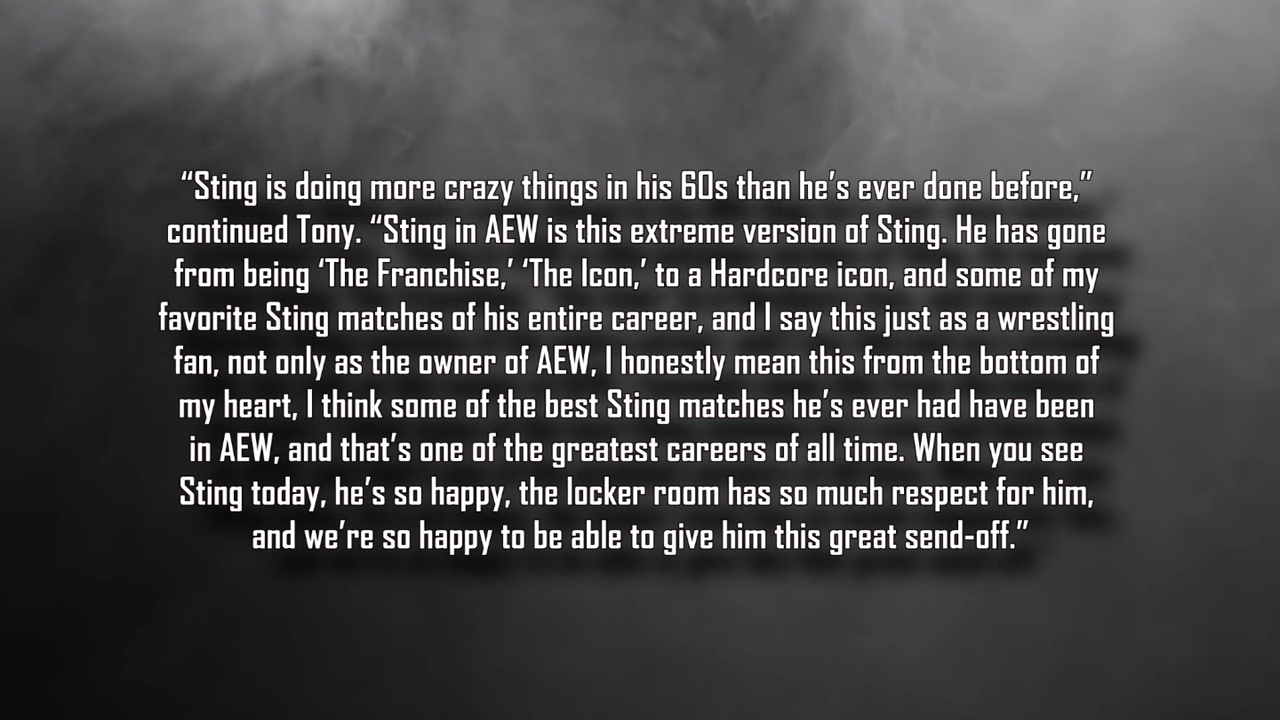 “Sting is doing more crazy things in his 60s than he’s ever done before,”
continued Tony. “Sting in AEW is this extreme version of Sting. He has gone
from being ‘The Franchise,’ ‘The Icon,’ to a Hardcore icon, and some of my
favorite Sting matches of his entire career, and I say this just as a wrestling
fan, not only as the owner of AEW, I honestly mean this from the bottom of
my heart, I think some of the best Sting matches he’s ever had have been
in AEW, and that’s one of the greatest careers of all time. When you see
Sting today, he’s so happy, the locker room has so much respect for him,
and we’re so happy to be able to give him this great send-off.”